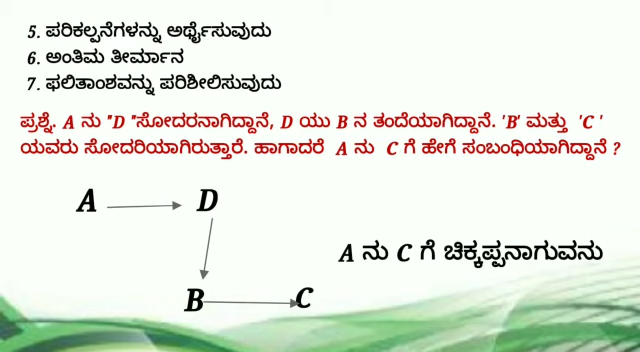 5. ಪರಿಕಲ್ಪನೆಗಳನ್ನು ಅರ್ಥೈಸುವುದು
6. ಅಂತಿಮ ತೀರ್ಮಾನ
7. ಫಲಿತಾಂಶವನ್ನು ಪರಿಶೀಲಿಸುವುದು
ಪ್ರಶ್ನೆ. A ನು "D "ಸೋದರನಾಗಿದ್ದಾನೆ, D ಯು B ನ ತಂದೆಯಾಗಿದ್ದಾನೆ. 'B' ಮತ್ತು 'C '
ಯವರು ಸೋದರಿಯಾಗಿರುತ್ತಾರೆ. ಹಾಗಾದರೆ A ನು C ಗೆ ಹೇಗೆ ಸಂಬಂಧಿಯಾಗಿದ್ದಾನೆ ?
A D
A ನು C ಗೆ ಚಿಕ್ಕಪ್ಪನಾಗುವನು
B C